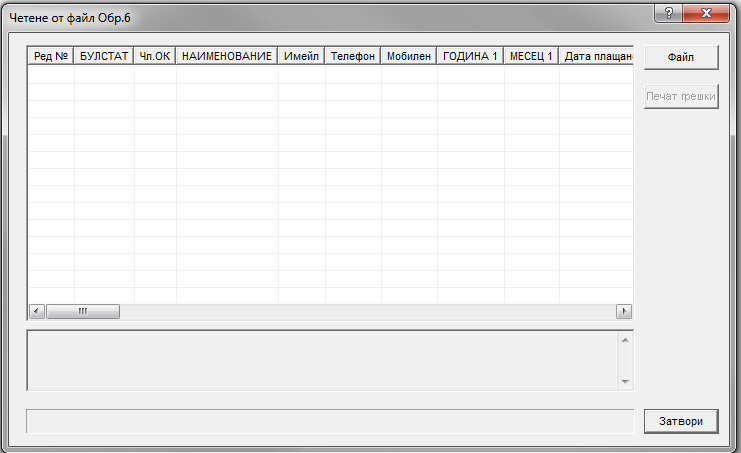 Четене от файл Обр.6
?
Ред № БУЛСТАТ Чл.ОК НАИМЕНОВАНИЕ Имейл Телефон Мобилен ГОДИНА 1 МЕСЕЦ 1 Дата плащан
Файл
Печат грешки
Затвори